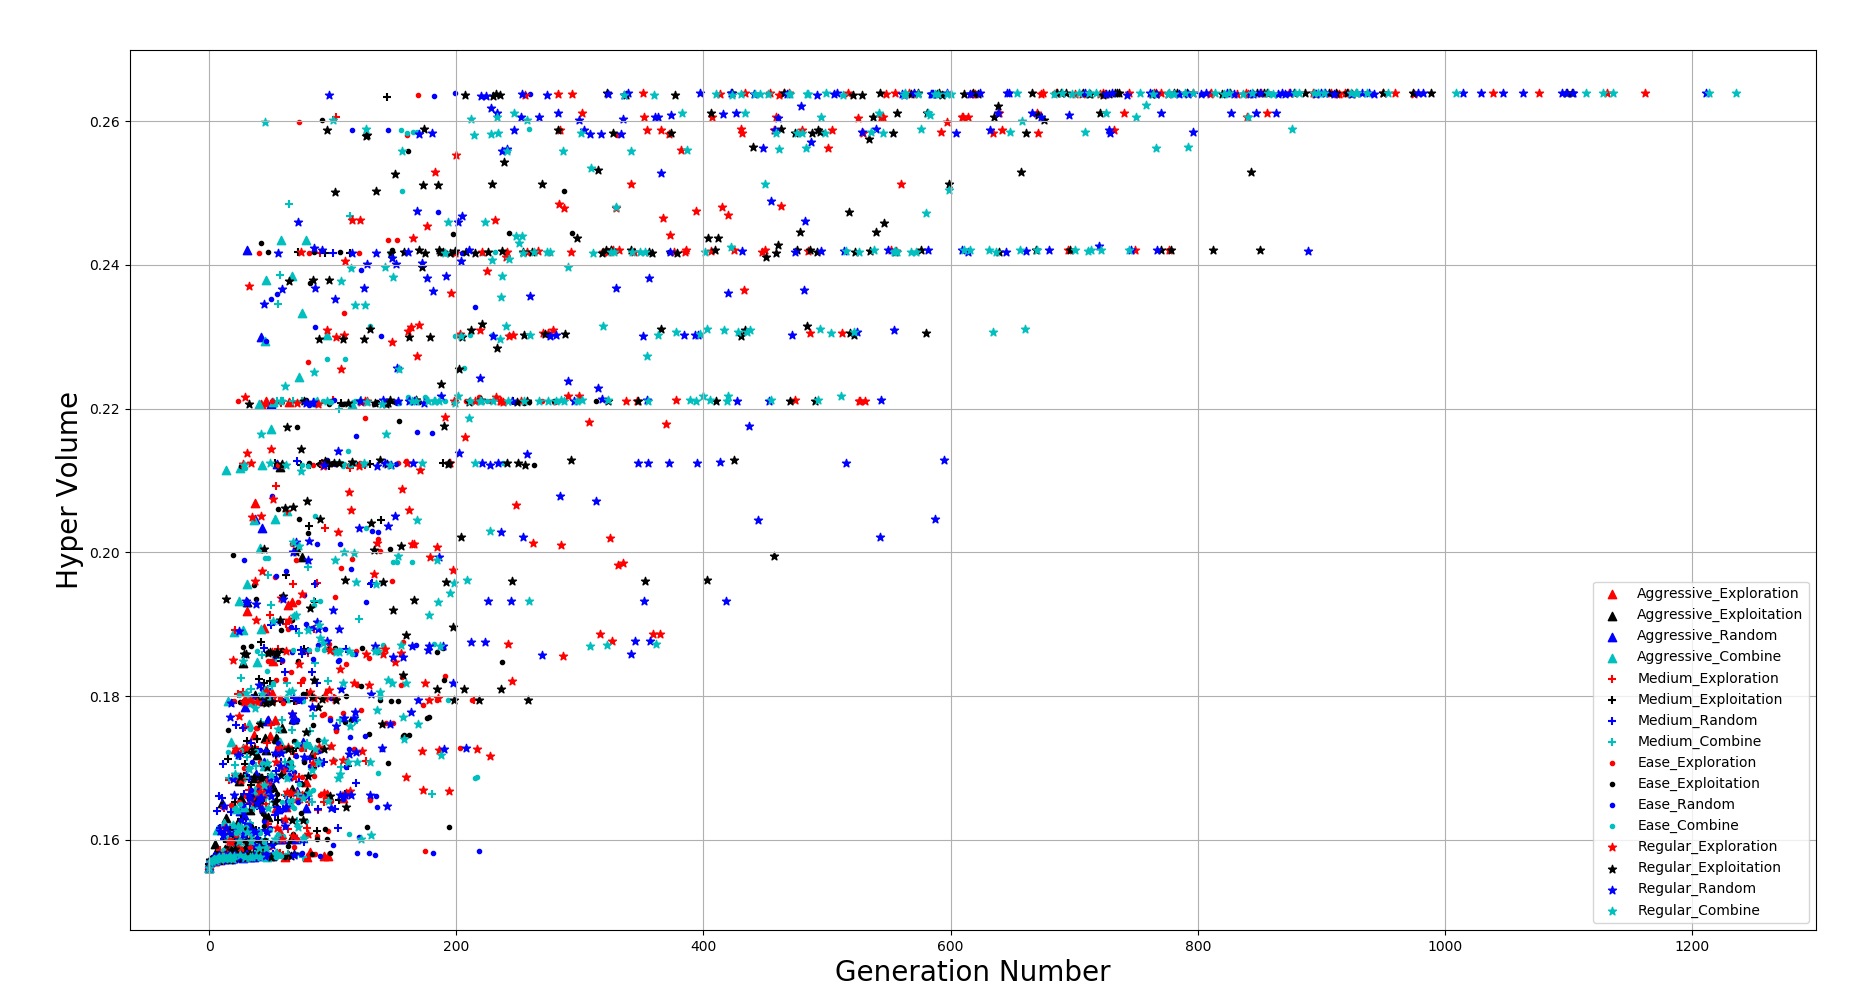 0.26
0.24
0.22
0.20
0.18
0.16
Hyper Volume
0
200
400
600
800
1000
1200
Generation Number
Aggressive_Exploration
Aggressive_Exploitation
Aggressive_Random
Aggressive_Combine
Medium_Exploration
Medium_Exploitation
Medium_Random
Medium_Combine
Ease_Exploration
Ease_Exploitation
Ease_Random
Ease_Combine
Regular_Exploration
Regular_Exploitation
Regular_Random
Regular_Combine